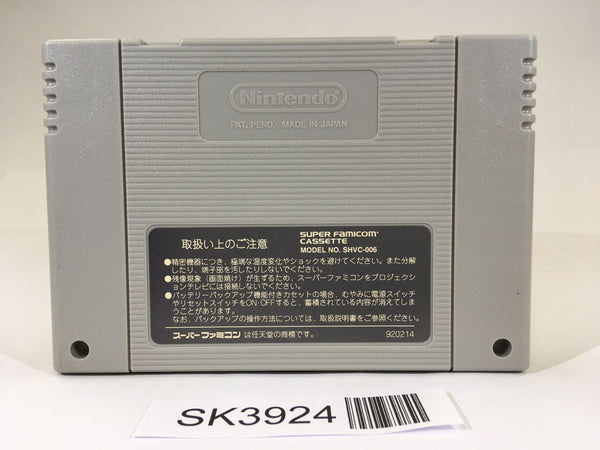 Nintendo
PAT. PEND. MADE IN JAPAN
取扱い上のご注意
SUPER FAMICOM
CASSETTE
MODEL NO. SHVC-006
●精密機器につき、極端な温度変化やショックを避けてください。また分解
したり、端子部を汚したりしないでください。
●残像現象（画面焼け）が生ずるため、スーパーファミコンをプロジェクシ
ョンテレビには接続しないでください。
●バッテリーバックアップ機能付きカセットの場合、むやみに電源スイッチ
やリセットスイッチをON OFFすると、蓄積されている内容が消えてしま
うことがあります。
なお、バックアップの操作方法については、取扱説明書をご参照ください。
スーパーファミコンは任天堂の商標です。 920214
SK3924